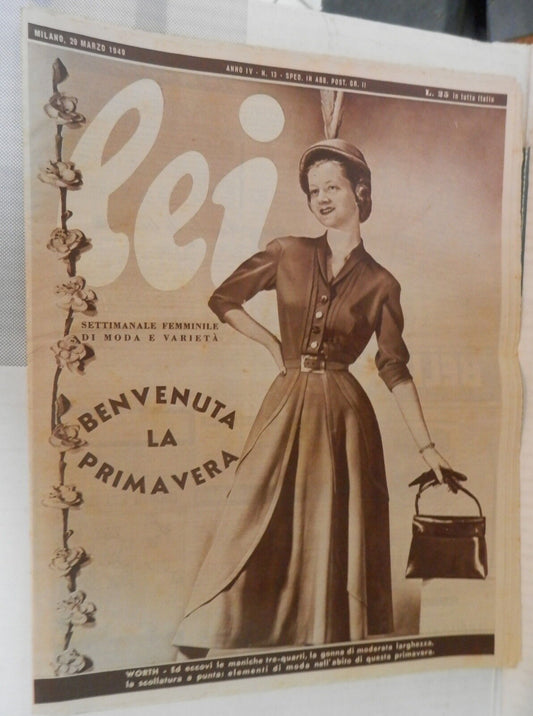 MILANO, 29 MARZO 1949
ANNO IV - N. 13 - SPED. IN ABB. POST. GR. II
L. 25 in tutta Italia
lei
SETTIMANALE FEMMINILE
DI MODA E VARIETÀ
BENVENUTA
LA
PRIMAVERA
WORTH - Ed eccovi le maniche tre-quarti, la gonna di moderata larghezza,
la scollatura a punta: elementi di moda nell'abito di questa primavera.